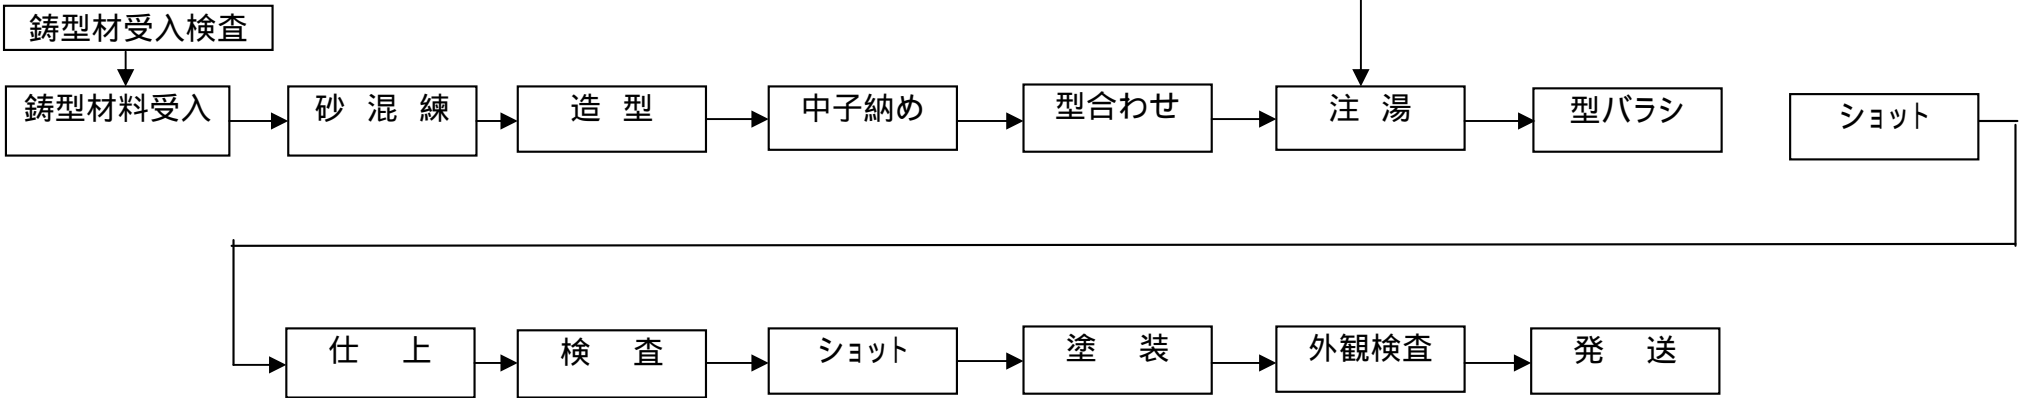 鋳型材受入検査
鋳型材料受入
砂 混 練
造 型
中子納め
型合わせ
注 湯
型バラシ
ショット
仕 上
検 査
ショット
塗 装
外観検査
発 送